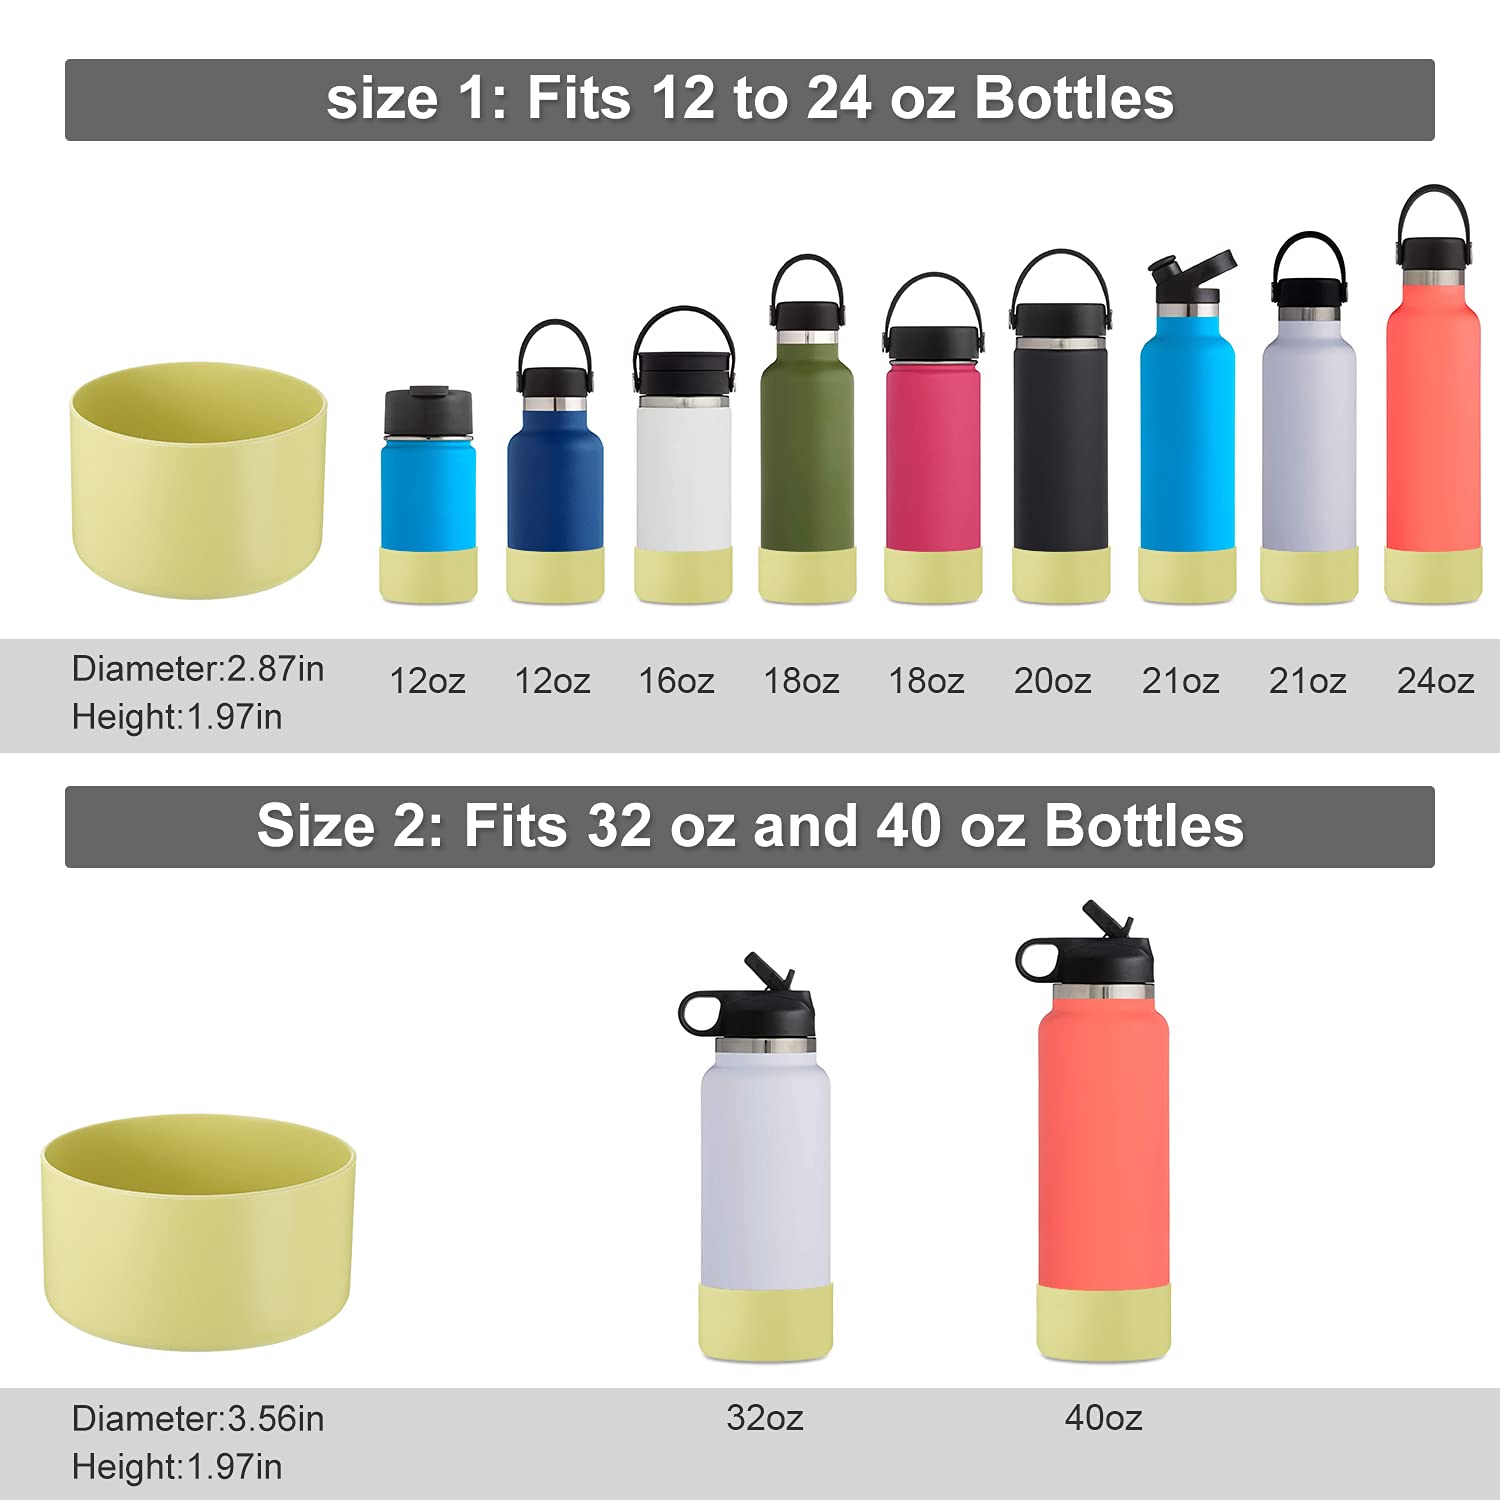 size 1: Fits 12 to 24 oz Bottles
Diameter:2.87in
Height:1.97in
12oz 12oz 16oz 18oz 18oz 20oz 21oz 21oz 24oz
Size 2: Fits 32 oz and 40 oz Bottles
Diameter:3.56in
Height:1.97in
32oz 40oz